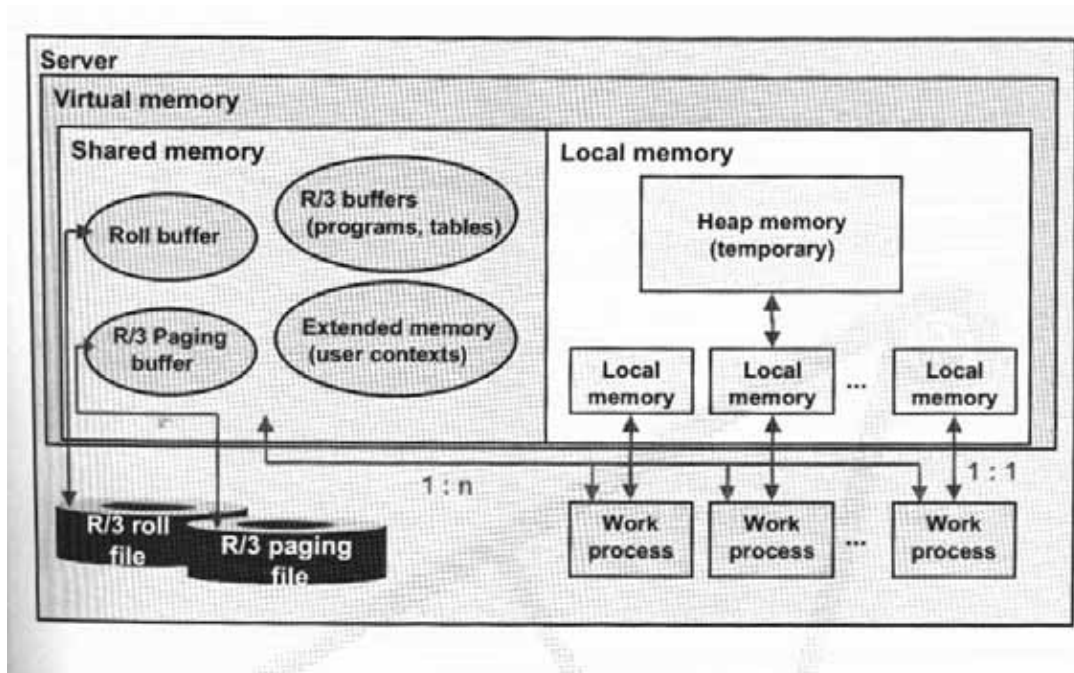 Server
Virtual memory
Shared memory
Roll buffer
R/3 buffers
(programs, tables)
R/3 Paging
buffer
Extended memory
(user contexts)
Local memory
Heap memory
(temporary)
Local
memory
Local
memory
...
Local
memory
1 : n
1 : 1
R/3 roll
file
R/3 paging
file
Work
process
Work
process
...
Work
process